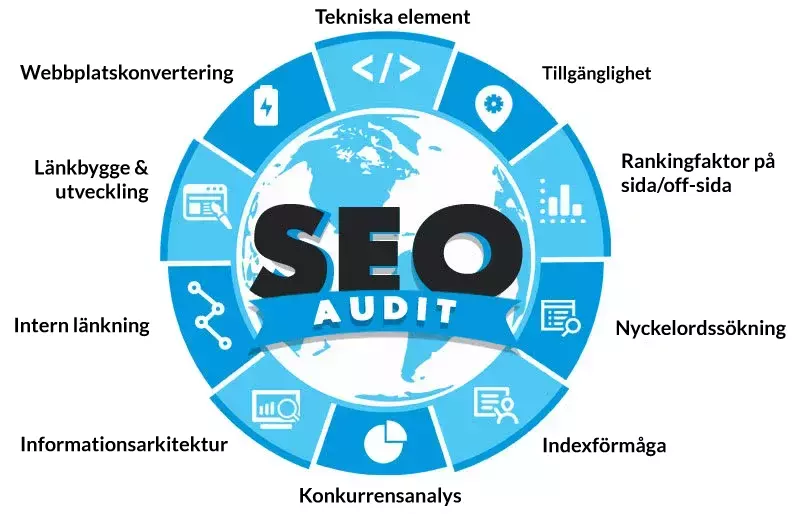 Tekniska element
Webbplatskonvertering
Tillgänglighet
</>
Länkbygge &
utveckling
Rankingfaktor på
sida/off-sida
SEO
AUDIT
Intern länkning
Nyckelordssökning
Informationsarkitektur
Indexförmåga
Konkurrensanalys